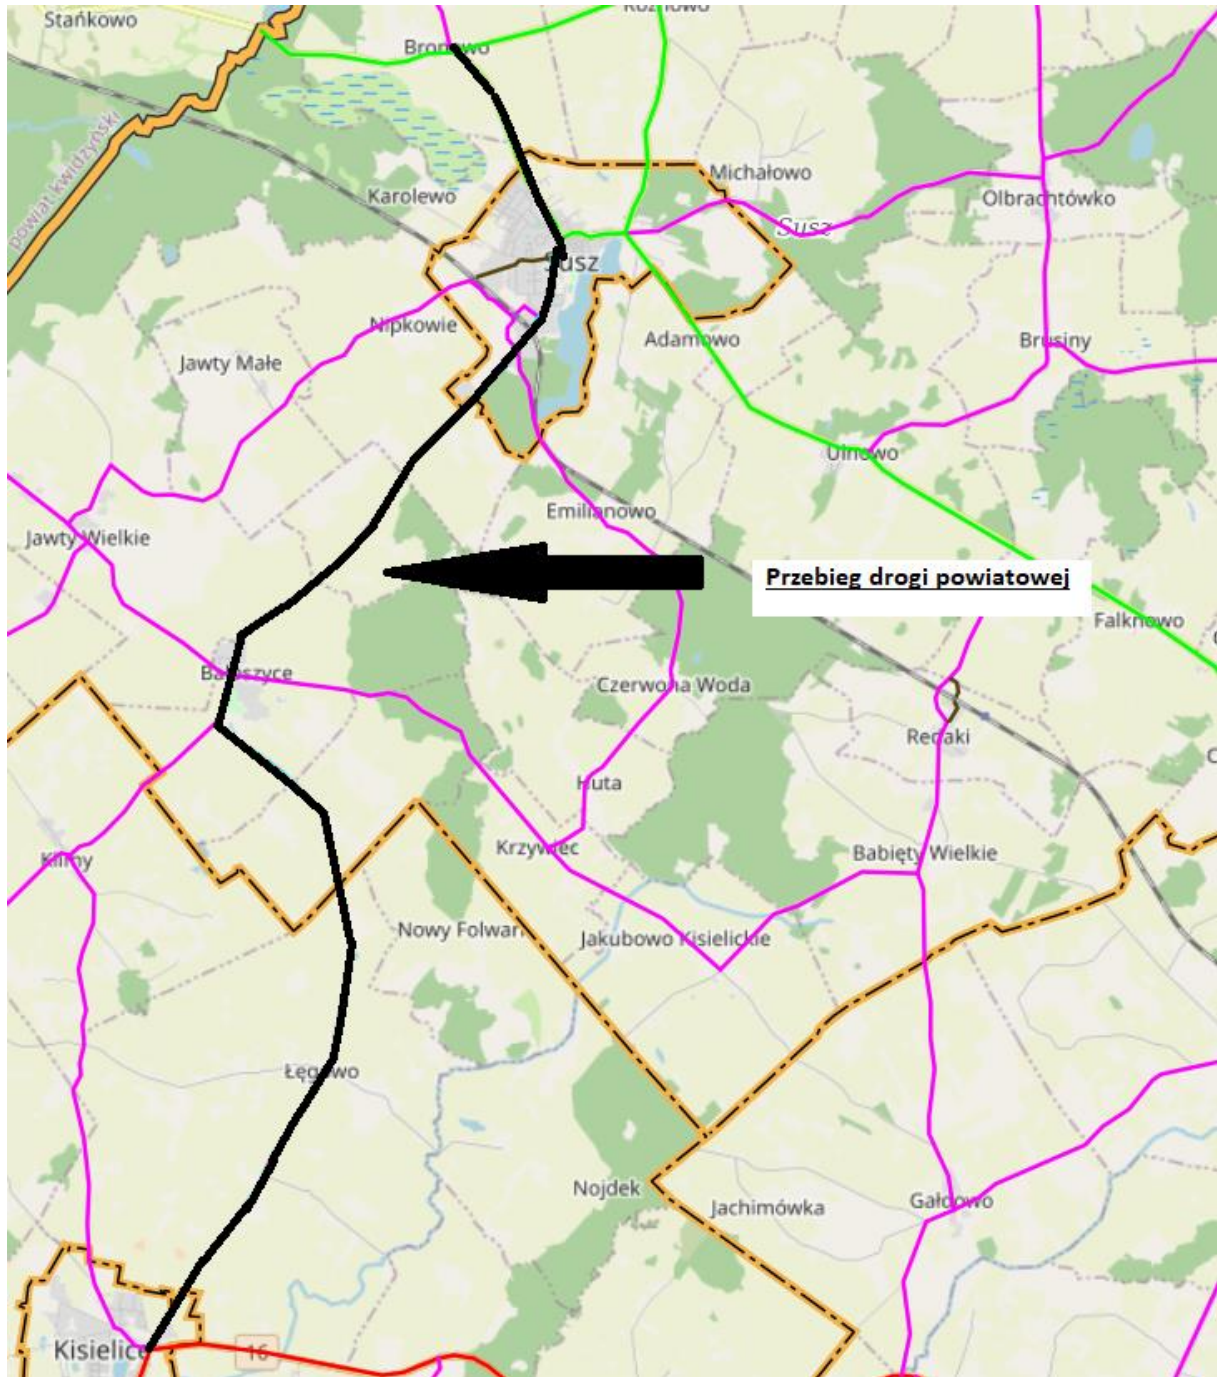 Stańkowo
Bronowo
powiat kwidzyński
Karolewo
Michałowo
Olbrachtówko
Susz
Susz
Nipkowie
Adamowo
Brusiny
Jawty Małe
Ulnowo
Emilianowo
Jawty Wielkie
Przebieg drogi powiatowej
Falknowo
Bałoszyce
Czerwona Woda
Redaki
Huta
Kilimy
Krzywiec
Babięty Wielkie
Nowy Folwark
Jakubowo Kisielickie
Łęgowo
Nojdek
Jachimówka
Gałdowo
Kisielice
16